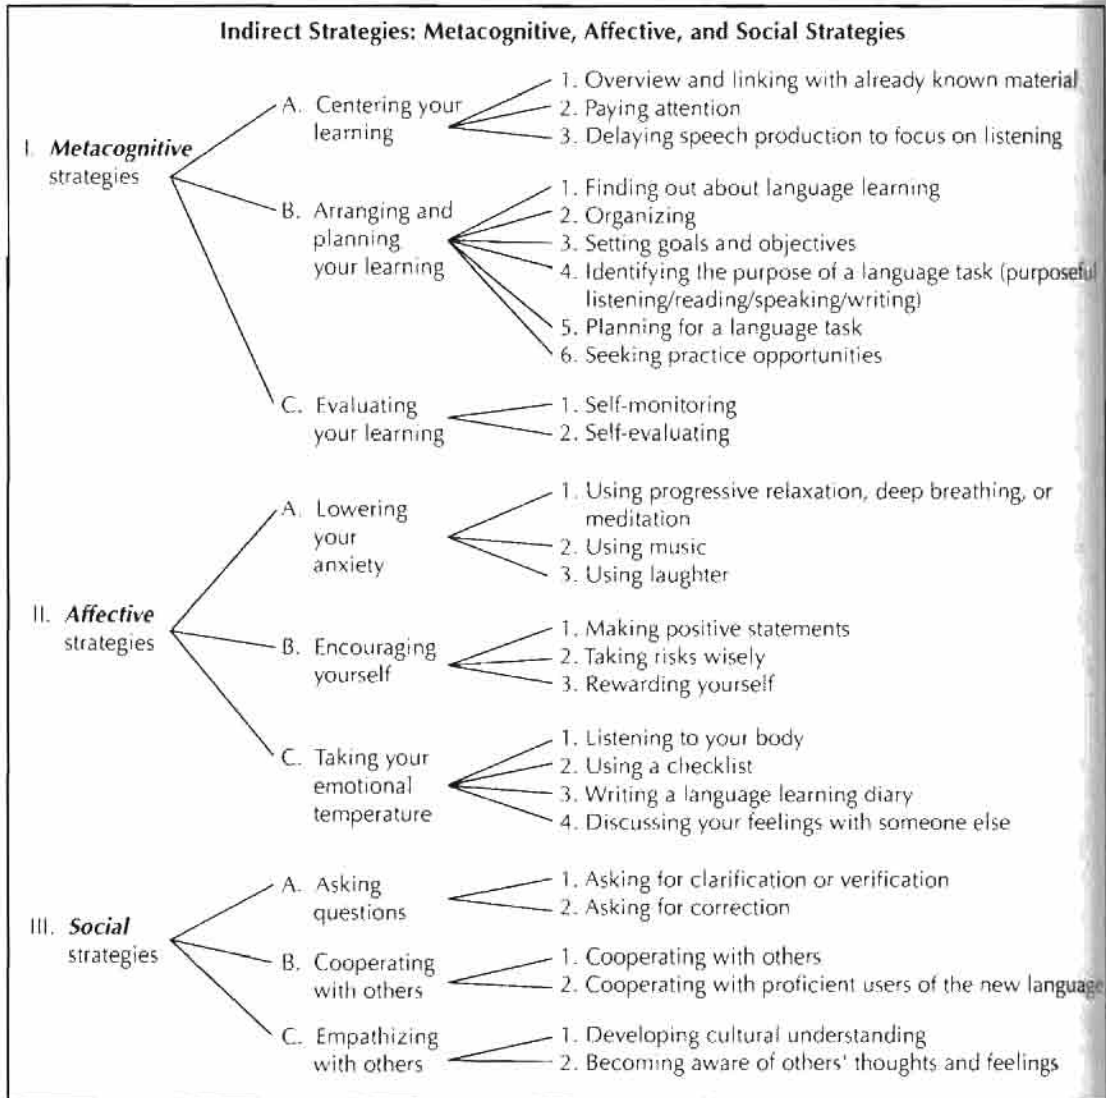 Indirect Strategies: Metacognitive, Affective, and Social Strategies
I. Metacognitive
strategies
A. Centering your
learning
1. Overview and linking with already known material
2. Paying attention
3. Delaying speech production to focus on listening
B. Arranging and
planning
your learning
1. Finding out about language learning
2. Organizing
3. Setting goals and objectives
4. Identifying the purpose of a language task (purposeful
listening/reading/speaking/writing)
5. Planning for a language task
6. Seeking practice opportunities
C. Evaluating
your learning
1. Self-monitoring
2. Self-evaluating
II. Affective
strategies
A. Lowering
your
anxiety
1. Using progressive relaxation, deep breathing, or
meditation
2. Using music
3. Using laughter
B. Encouraging
yourself
1. Making positive statements
2. Taking risks wisely
3. Rewarding yourself
C. Taking your
emotional
temperature
1. Listening to your body
2. Using a checklist
3. Writing a language learning diary
4. Discussing your feelings with someone else
III. Social
strategies
A. Asking
questions
1. Asking for clarification or verification
2. Asking for correction
B. Cooperating
with others
1. Cooperating with others
2. Cooperating with proficient users of the new language
C. Empathizing
with others
1. Developing cultural understanding
2. Becoming aware of others' thoughts and feelings